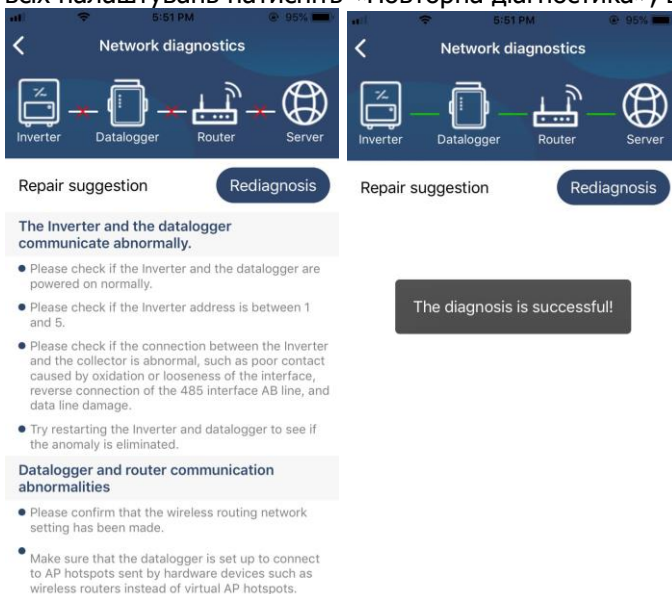 всіх налаштувань натисніть «Повторна діагностика»,
5:51 PM
95%
Network diagnostics
Inverter Datalogger Router Server
Repair suggestion
Rediagnosis
The Inverter and the datalogger
communicate abnormally.
Please check if the Inverter and the datalogger are
powered on normally.
Please check if the Inverter address is between 1
and 5.
Please check if the connection between the Inverter
and the collector is abnormal, such as poor contact
caused by oxidation or looseness of the interface,
reverse connection of the 485 interface AB line, and
data line damage.
Try restarting the Inverter and datalogger to see if
the anomaly is eliminated.
Datalogger and router communication
abnormalities
Please confirm that the wireless routing network
setting has been made.
Make sure that the datalogger is set up to connect
to AP hotspots sent by hardware devices such as
wireless routers instead of virtual AP hotspots.
5:51 PM
95%
Network diagnostics
Inverter Datalogger Router Server
Repair suggestion
Rediagnosis
The diagnosis is successful!